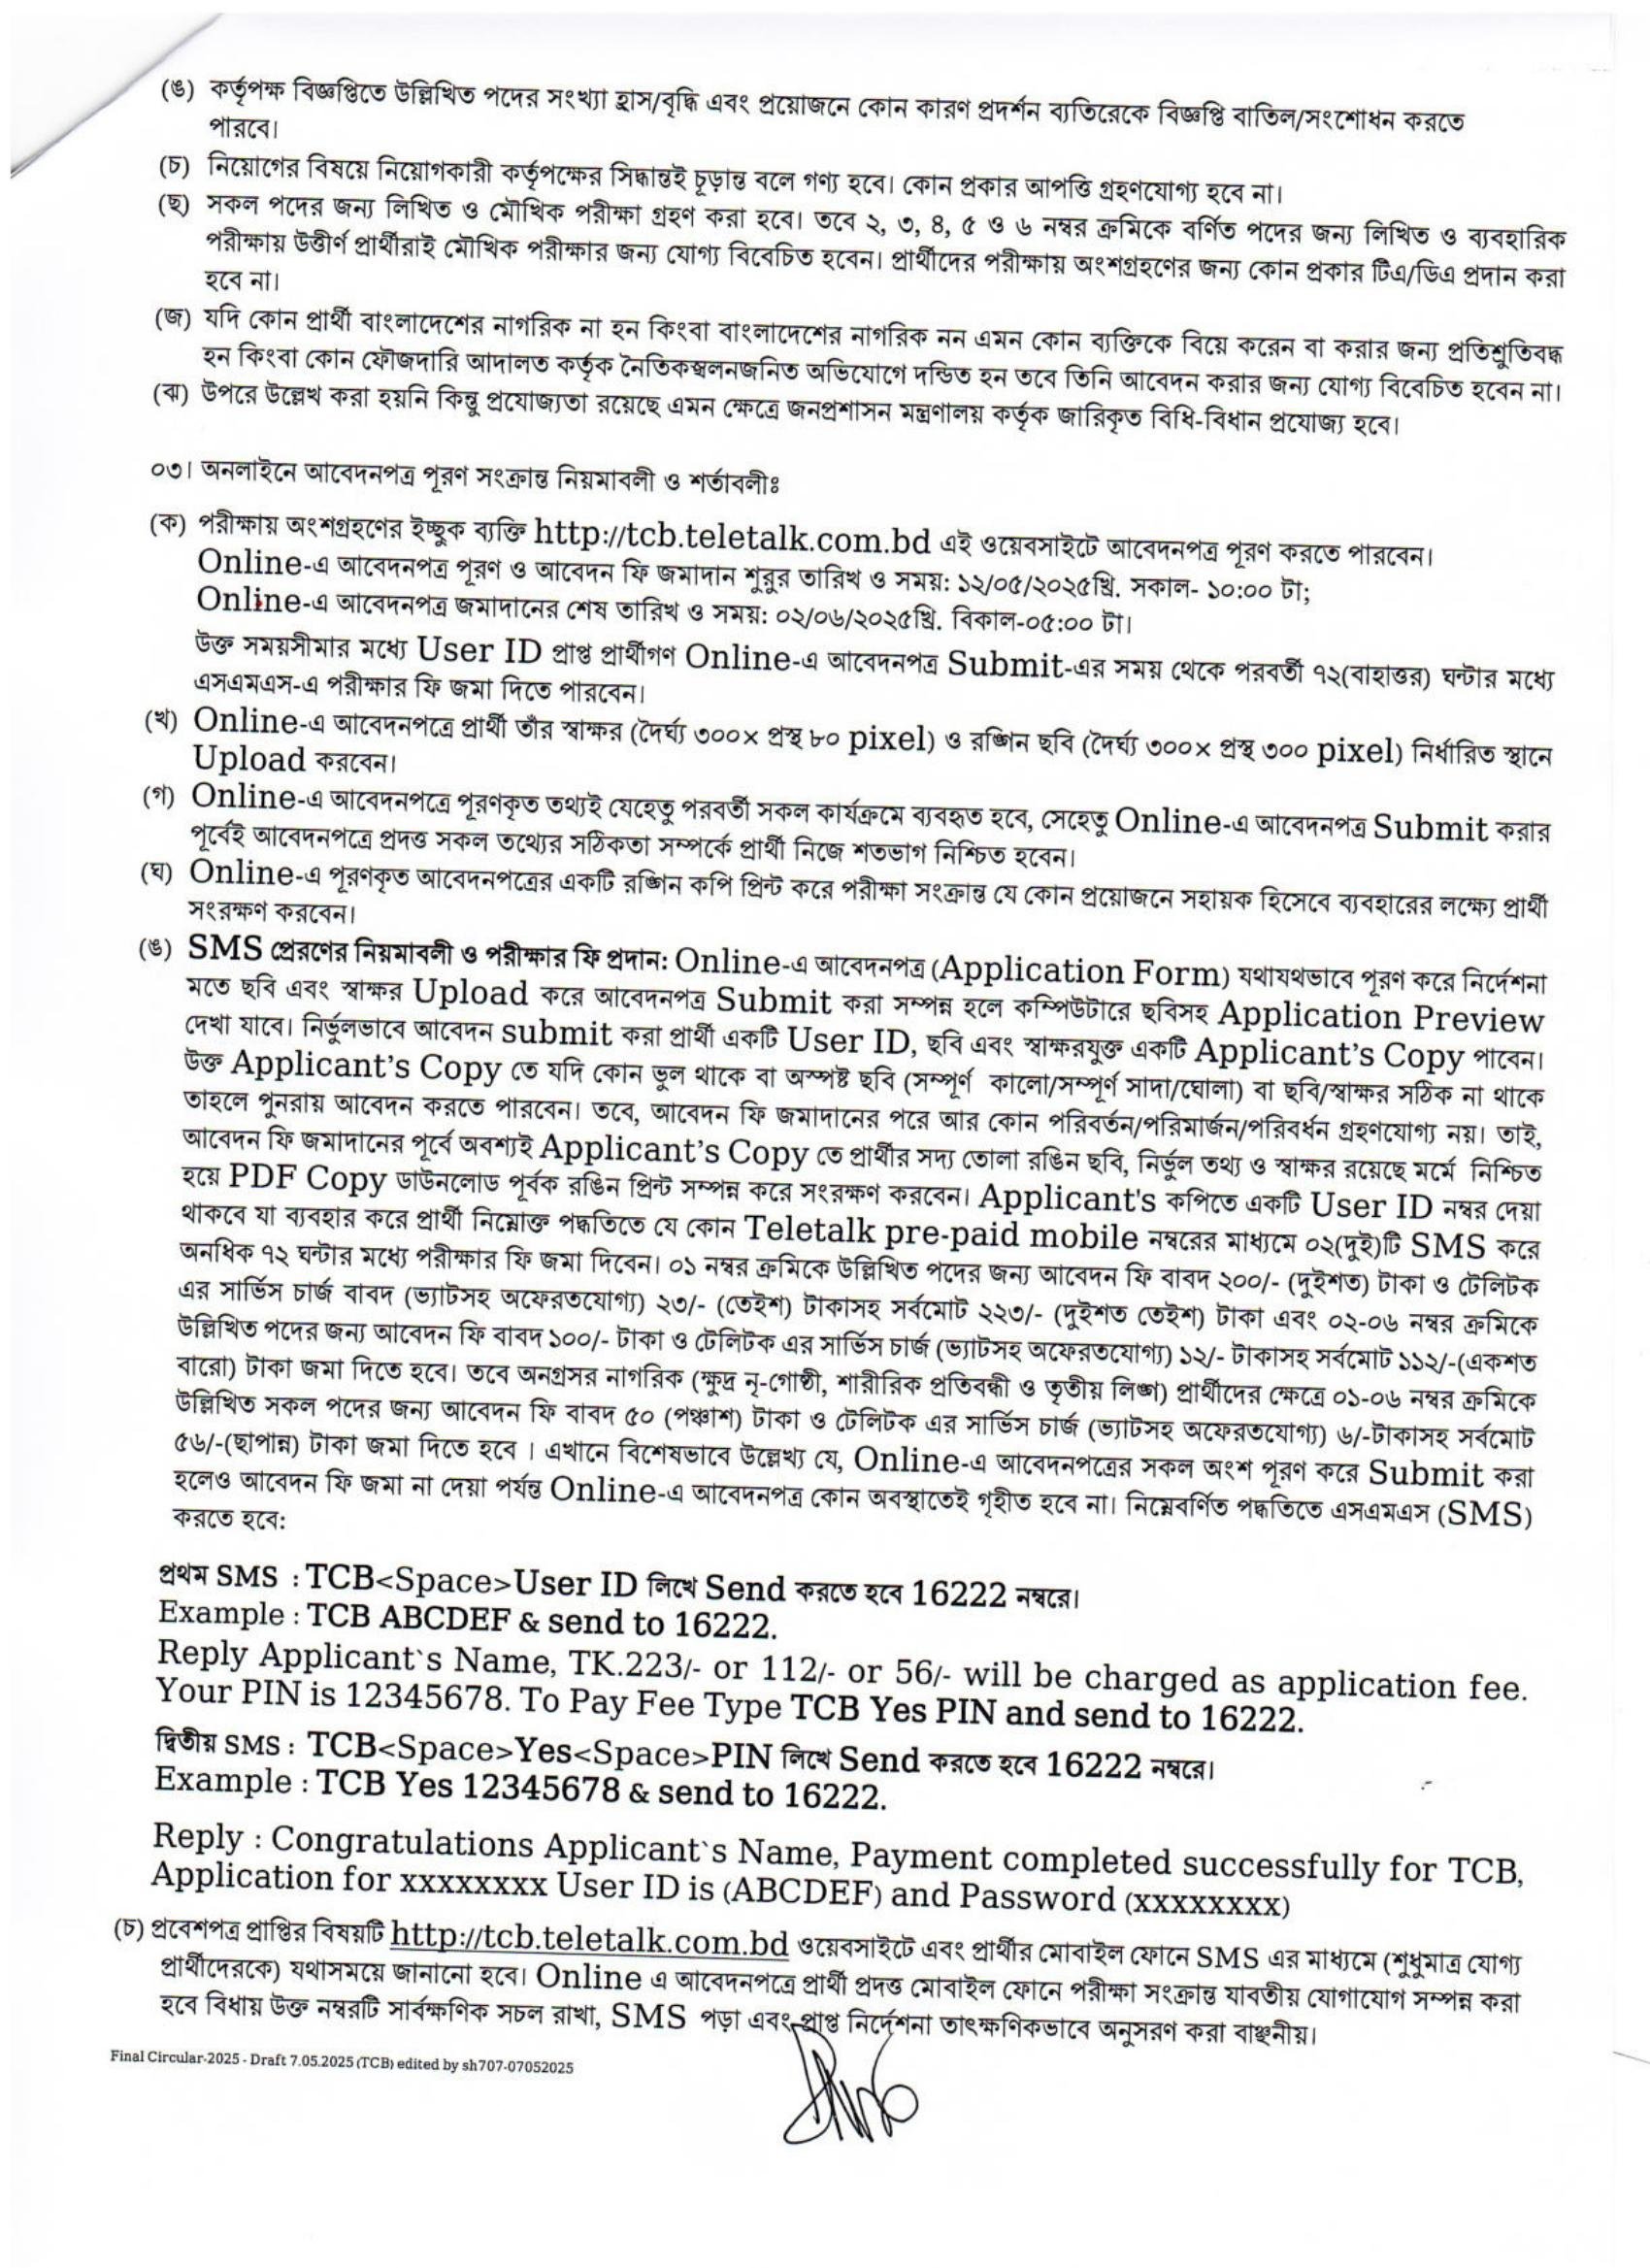 (ঙ) কর্তৃপক্ষ বিজ্ঞপ্তিতে উল্লিখিত পদের সংখ্যা হ্রাস/বৃদ্ধি এবং প্রয়োজনে কোন কারণ প্রদর্শন ব্যতিরেকে বিজ্ঞপ্তি বাতিল/সংশোধন করতে
পারবে।
(চ) নিয়োগের বিষয়ে নিয়োগকারী কর্তৃপক্ষের সিদ্ধান্তই চূড়ান্ত বলে গণ্য হবে। কোন প্রকার আপত্তি গ্রহণযোগ্য হবে না।
(ছ) সকল পদের জন্য লিখিত ও মৌখিক পরীক্ষা গ্রহণ করা হবে। তবে ২, ৩, ৪, ৫ ও ৬ নম্বর ক্রমিকে বর্ণিত পদের জন্য লিখিত ও ব্যবহারিক
পরীক্ষায় উত্তীর্ণ প্রার্থীরাই মৌখিক পরীক্ষার জন্য যোগ্য বিবেচিত হবেন। প্রার্থীদের পরীক্ষায় অংশগ্রহণের জন্য কোন প্রকার টিএ/ডিএ প্রদান করা
হবে না।
(জ) যদি কোন প্রার্থী বাংলাদেশের নাগরিক না হন কিংবা বাংলাদেশের নাগরিক নন এমন কোন ব্যক্তিকে বিয়ে করেন বা করার জন্য প্রতিশ্রুতিবদ্ধ
হন কিংবা কোন ফৌজদারি আদালত কর্তৃক নৈতিকস্খলনজনিত অভিযোগে দন্ডিত হন তবে তিনি আবেদন করার জন্য যোগ্য বিবেচিত হবেন না।
(ঝ) উপরে উল্লেখ করা হয়নি কিন্তু প্রযোজ্যতা রয়েছে এমন ক্ষেত্রে জনপ্রশাসন মন্ত্রণালয় কর্তৃক জারিকৃত বিধি-বিধান প্রযোজ্য হবে।
০৩। অনলাইনে আবেদনপত্র পূরণ সংক্রান্ত নিয়মাবলী ও শর্তাবলীঃ
(ক) পরীক্ষায় অংশগ্রহণের ইচ্ছুক ব্যক্তি http://tcb.teletalk.com.bd এই ওয়েবসাইটে আবেদনপত্র পূরণ করতে পারবেন।
Online-এ আবেদনপত্র পূরণ ও আবেদন ফি জমাদান শুরুর তারিখ ও সময়: ১২/০৫/২০২৫খ্রি. সকাল- ১০:০০ টা;
Online-এ আবেদনপত্র জমাদানের শেষ তারিখ ও সময়: ০২/০৬/২০২৫খ্রি. বিকাল-০৫:০০ টা।
উক্ত সময়সীমার মধ্যে User ID প্রাপ্ত প্রার্থীগণ Online-এ আবেদনপত্র Submit-এর সময় থেকে পরবর্তী ৭২(বাহাত্তর) ঘন্টার মধ্যে
এসএমএস-এ পরীক্ষার ফি জমা দিতে পারবেন।
(খ) Online-এ আবেদনপত্রে প্রার্থী তাঁর স্বাক্ষর (দৈর্ঘ্য ৩০০× প্রস্থ ৮০ pixel) ও রঙ্গিন ছবি (দৈর্ঘ্য ৩০০× প্রস্থ ৩০০ pixel) নির্ধারিত স্থানে
Upload করবেন।
(গ) Online-এ আবেদনপত্রে পূরণকৃত তথ্যই যেহেতু পরবর্তী সকল কার্যক্রমে ব্যবহৃত হবে, সেহেতু Online-এ আবেদনপত্র Submit করার
পূর্বেই আবেদনপত্রে প্রদত্ত সকল তথ্যের সঠিকতা সম্পর্কে প্রার্থী নিজে শতভাগ নিশ্চিত হবেন।
(ঘ) Online-এ পূরণকৃত আবেদনপত্রের একটি রঙ্গিন কপি প্রিন্ট করে পরীক্ষা সংক্রান্ত যে কোন প্রয়োজনে সহায়ক হিসেবে ব্যবহারের লক্ষ্যে প্রার্থী
সংরক্ষণ করবেন।
(ঙ) SMS প্রেরণের নিয়মাবলী ও পরীক্ষার ফি প্রদান: Online-এ আবেদনপত্র (Application Form) যথাযথভাবে পূরণ করে নির্দেশনা
মতে ছবি এবং স্বাক্ষর Upload করে আবেদনপত্র Submit করা সম্পন্ন হলে কম্পিউটারে ছবিসহ Application Preview
দেখা যাবে। নির্ভুলভাবে আবেদন submit করা প্রার্থী একটি User ID, ছবি এবং স্বাক্ষরযুক্ত একটি Applicant’s Copy পাবেন।
উক্ত Applicant’s Copy তে যদি কোন ভুল থাকে বা অস্পষ্ট ছবি (সম্পূর্ণ কালো/সম্পূর্ণ সাদা/ঘোলা) বা ছবি/স্বাক্ষর সঠিক না থাকে
তাহলে পুনরায় আবেদন করতে পারবেন। তবে, আবেদন ফি জমাদানের পরে আর কোন পরিবর্তন/পরিমার্জন/পরিবর্ধন গ্রহণযোগ্য নয়। তাই,
আবেদন ফি জমাদানের পূর্বে অবশ্যই Applicant’s Copy তে প্রার্থীর সদ্য তোলা রঙিন ছবি, নির্ভুল তথ্য ও স্বাক্ষর রয়েছে মর্মে নিশ্চিত
হয়ে PDF Copy ডাউনলোড পূর্বক রঙিন প্রিন্ট সম্পন্ন করে সংরক্ষণ করবেন। Applicant's কপিতে একটি User ID নম্বর দেয়া
থাকবে যা ব্যবহার করে প্রার্থী নিম্নোক্ত পদ্ধতিতে যে কোন Teletalk pre-paid mobile নম্বরের মাধ্যমে ০২(দুই)টি SMS করে
অনধিক ৭২ ঘন্টার মধ্যে পরীক্ষার ফি জমা দিবেন। ০১ নম্বর ক্রমিকে উল্লিখিত পদের জন্য আবেদন ফি বাবদ ২০০/- (দুইশত) টাকা ও টেলিটক
এর সার্ভিস চার্জ বাবদ (ভ্যাটসহ অফেরতযোগ্য) ২৩/- (তেইশ) টাকাসহ সর্বমোট ২২৩/- (দুইশত তেইশ) টাকা এবং ০২-০৬ নম্বর ক্রমিকে
উল্লিখিত পদের জন্য আবেদন ফি বাবদ ১০০/- টাকা ও টেলিটক এর সার্ভিস চার্জ (ভ্যাটসহ অফেরতযোগ্য) ১২/- টাকাসহ সর্বমোট ১১২/-(একশত
বারো) টাকা জমা দিতে হবে। তবে অনগ্রসর নাগরিক (ক্ষুদ্র নৃ-গোষ্ঠী, শারীরিক প্রতিবন্ধী ও তৃতীয় লিঙ্গ) প্রার্থীদের ক্ষেত্রে ০১-০৬ নম্বর ক্রমিকে
উল্লিখিত সকল পদের জন্য আবেদন ফি বাবদ ৫০ (পঞ্চাশ) টাকা ও টেলিটক এর সার্ভিস চার্জ (ভ্যাটসহ অফেরতযোগ্য) ৬/-টাকাসহ সর্বমোট
৫৬/-(ছাপান্ন) টাকা জমা দিতে হবে । এখানে বিশেষভাবে উল্লেখ্য যে, Online-এ আবেদনপত্রের সকল অংশ পূরণ করে Submit করা
হলেও আবেদন ফি জমা না দেয়া পর্যন্ত Online-এ আবেদনপত্র কোন অবস্থাতেই গৃহীত হবে না। নিম্নেবর্ণিত পদ্ধতিতে এসএমএস (SMS)
করতে হবে:
প্রথম SMS : TCB<Space>User ID লিখে Send করতে হবে 16222 নম্বরে।
Example : TCB ABCDEF & send to 16222.
Reply Applicant`s Name, TK.223/- or 112/- or 56/- will be charged as application fee.
Your PIN is 12345678. To Pay Fee Type TCB Yes PIN and send to 16222.
দ্বিতীয় SMS : TCB<Space>Yes<Space>PIN লিখে Send করতে হবে 16222 নম্বরে।
Example : TCB Yes 12345678 & send to 16222.
Reply : Congratulations Applicant`s Name, Payment completed successfully for TCB,
Application for xxxxxxxx User ID is (ABCDEF) and Password (xxxxxxxx)
(চ) প্রবেশপত্র প্রাপ্তির বিষয়টি http://tcb.teletalk.com.bd ওয়েবসাইটে এবং প্রার্থীর মোবাইল ফোনে SMS এর মাধ্যমে (শুধুমাত্র যোগ্য
প্রার্থীদেরকে) যথাসময়ে জানানো হবে। Online এ আবেদনপত্রে প্রার্থী প্রদত্ত মোবাইল ফোনে পরীক্ষা সংক্রান্ত যাবতীয় যোগাযোগ সম্পন্ন করা
হবে বিধায় উক্ত নম্বরটি সার্বক্ষণিক সচল রাখা, SMS পড়া এবং প্রাপ্ত নির্দেশনা তাৎক্ষণিকভাবে অনুসরণ করা বাঞ্ছনীয়।
Final Circular-2025 - Draft 7.05.2025 (TCB) edited by sh707-07052025